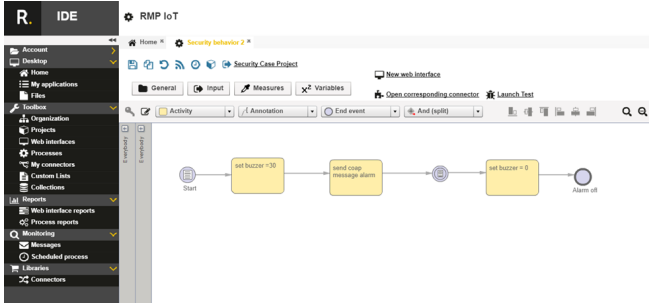 R. IDE
RMP IoT
Home
Security behavior 2
Account
Desktop
Home
My applications
Files
Toolbox
Organization
Projects
Web interfaces
Processes
My connectors
Custom Lists
Collections
Reports
Web interface reports
Process reports
Monitoring
Messages
Scheduled process
Libraries
Connectors
Security Case Project
New web interface
General
Input
Measures
x² Variables
Open corresponding connector
Launch Test
Activity
Annotation
End event
And (split)
Start
set buzzer =30
send coap
message alarm
set buzzer = 0
Alarm off